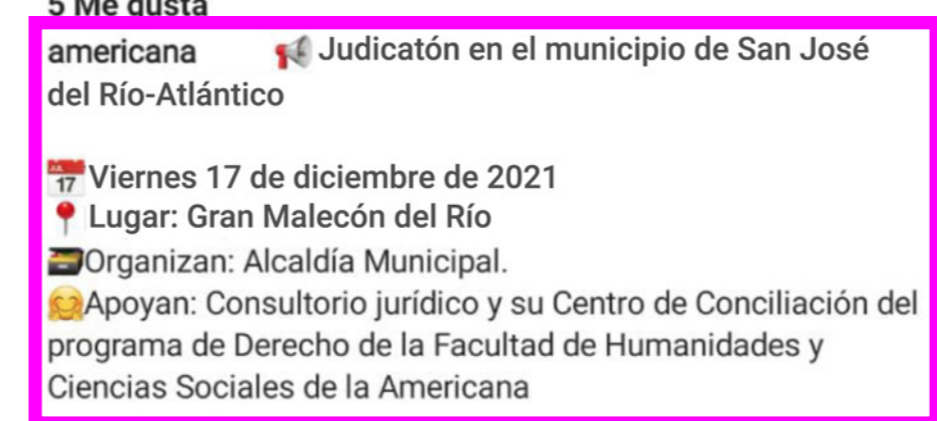 5 Me gusta
americana 📢 Judicatón en el municipio de San José
del Río-Atlántico
📅 Viernes 17 de diciembre de 2021
📍 Lugar: Gran Malecón del Río
🗃️Organizan: Alcaldía Municipal.
🤗Apoyan: Consultorio jurídico y su Centro de Conciliación del
programa de Derecho de la Facultad de Humanidades y
Ciencias Sociales de la Americana